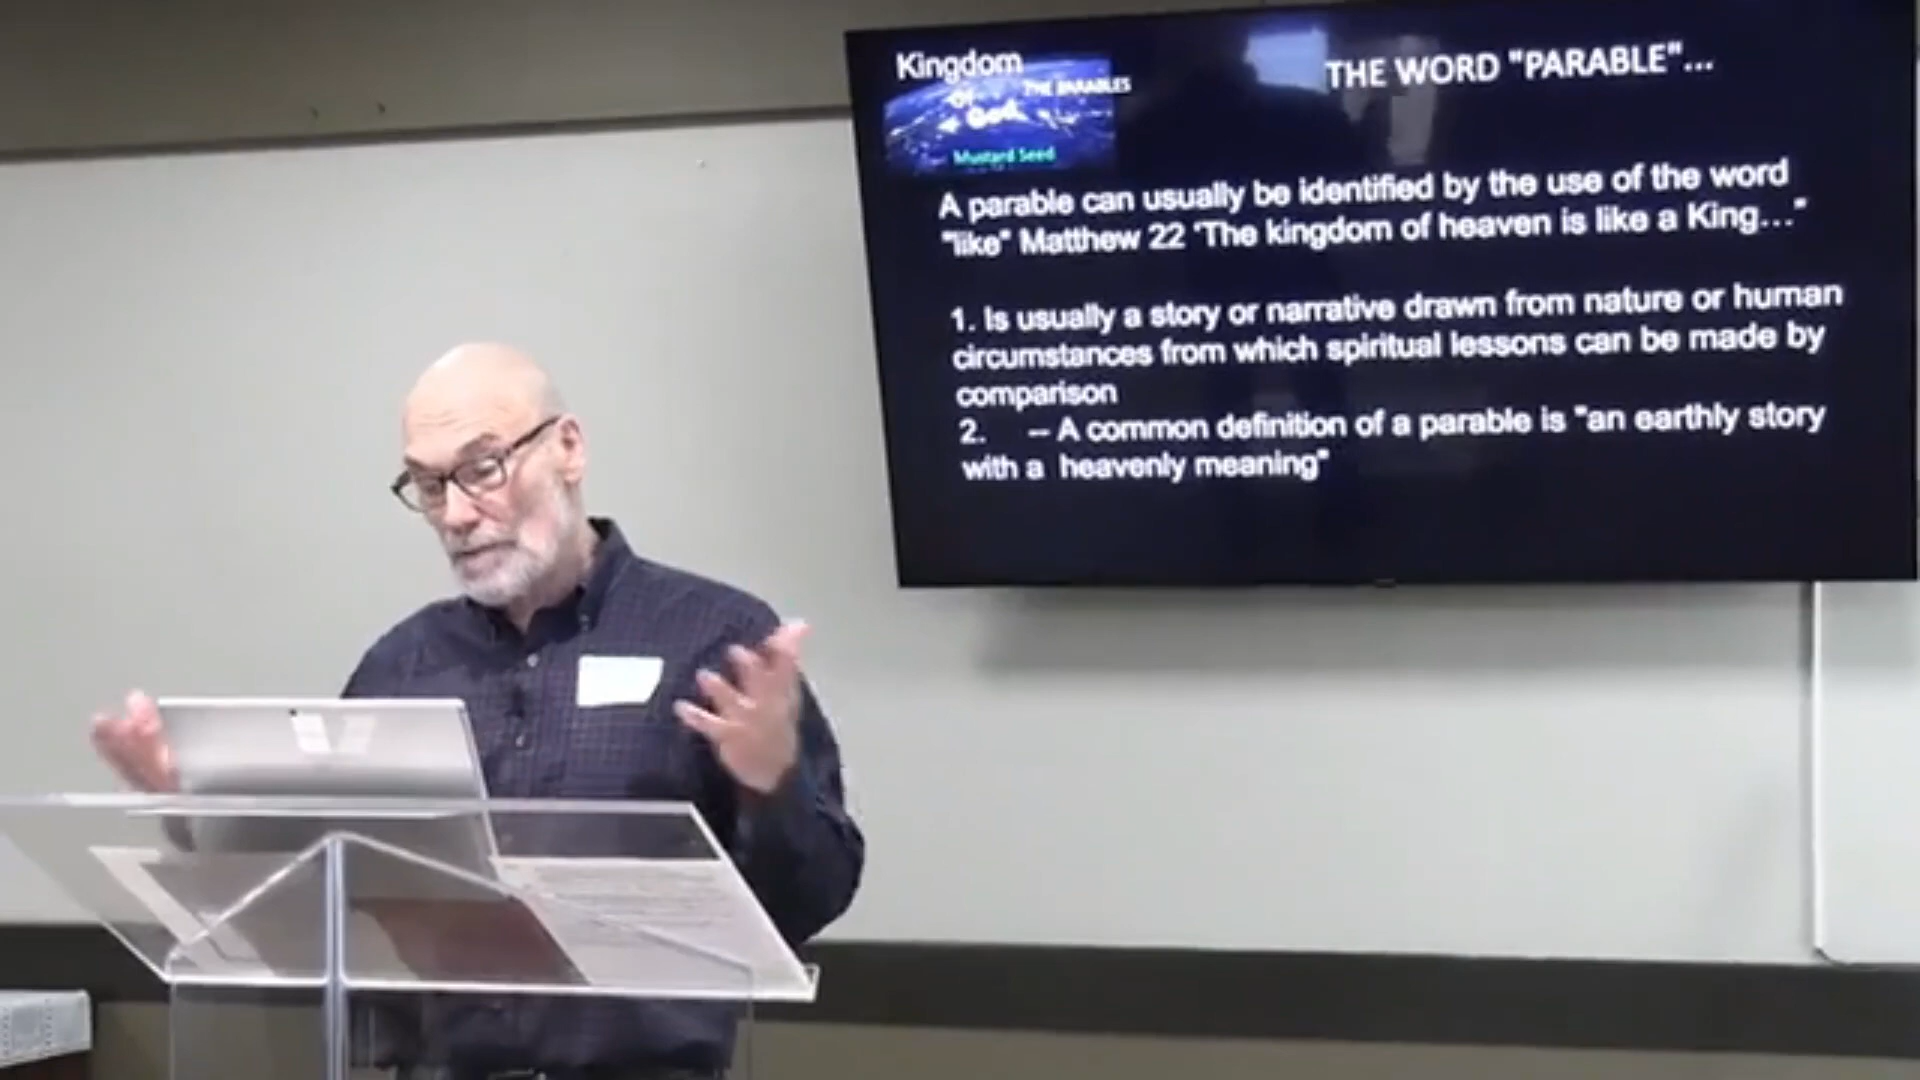 Kingdom
THE PARABLES
Of
God
Mustard Seed
THE WORD "PARABLE"...
A parable can usually be identified by the use of the word
"like" Matthew 22 'The kingdom of heaven is like a King..."
1. Is usually a story or narrative drawn from nature or human
circumstances from which spiritual lessons can be made by
comparison
2. – A common definition of a parable is "an earthly story
with a heavenly meaning"